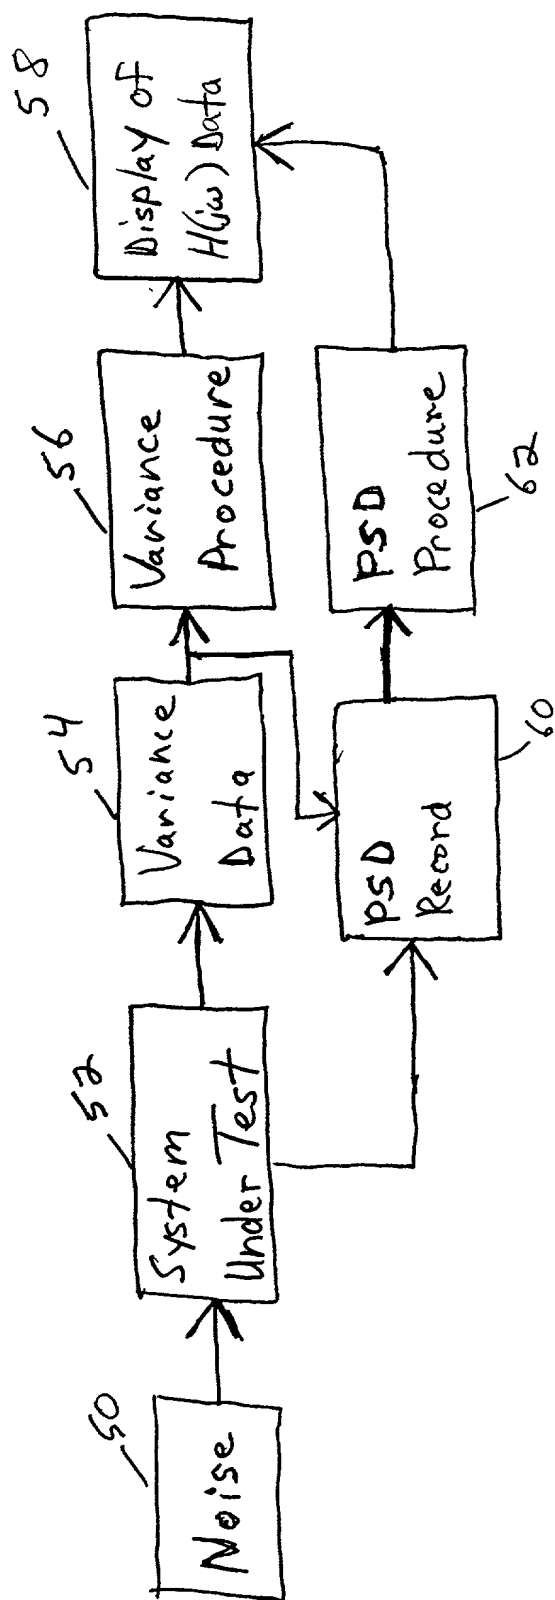 50
Noise
52
System
Under Test
54
Variance
Data
56
Variance
Procedure
58
Display of
H(jω) Data
PSD
Record
60
PSD
Procedure
62